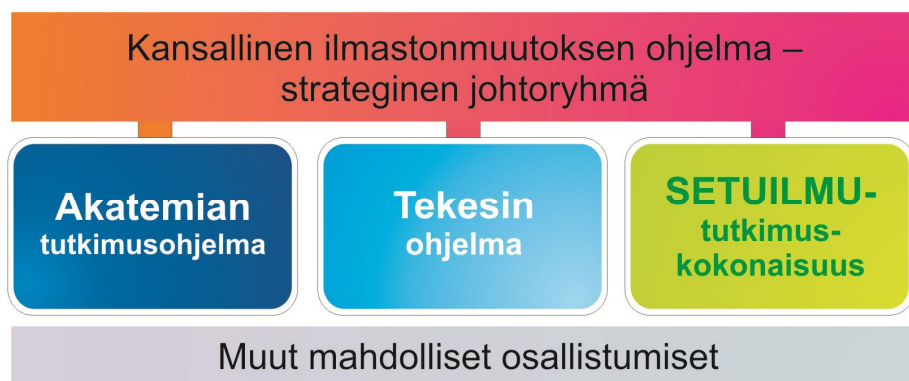 Kansallinen ilmastonmuutoksen ohjelma –
strateginen johtoryhmä
Akatemian
tutkimusohjelma
Tekesin
ohjelma
SETUILMU-
tutkimus-
kokonaisuus
Muut mahdolliset osallistumiset